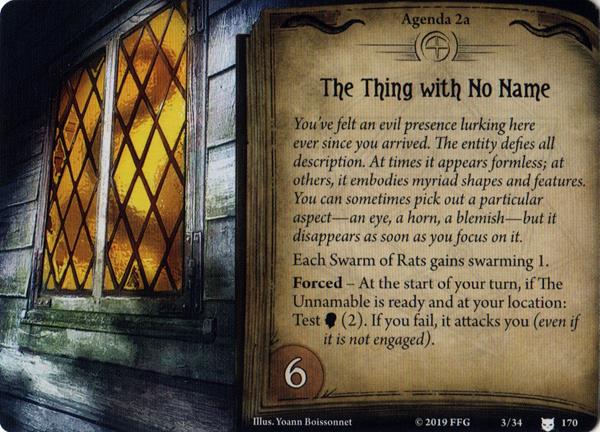 Agenda 2a
The Thing with No Name
You've felt an evil presence lurking here
ever since you arrived. The entity defies all
description. At times it appears formless; at
others, it embodies myriad shapes and features.
You can sometimes pick out a particular
aspect—an eye, a horn, a blemish—but it
disappears as soon as you focus on it.
Each Swarm of Rats gains swarming 1.
Forced – At the start of your turn, if The
Unnamable is ready and at your location:
Test (2). If you fail, it attacks you (even if
it is not engaged).
6
Illus. Yoann Boissonnet © 2019 FFG 3/34 170